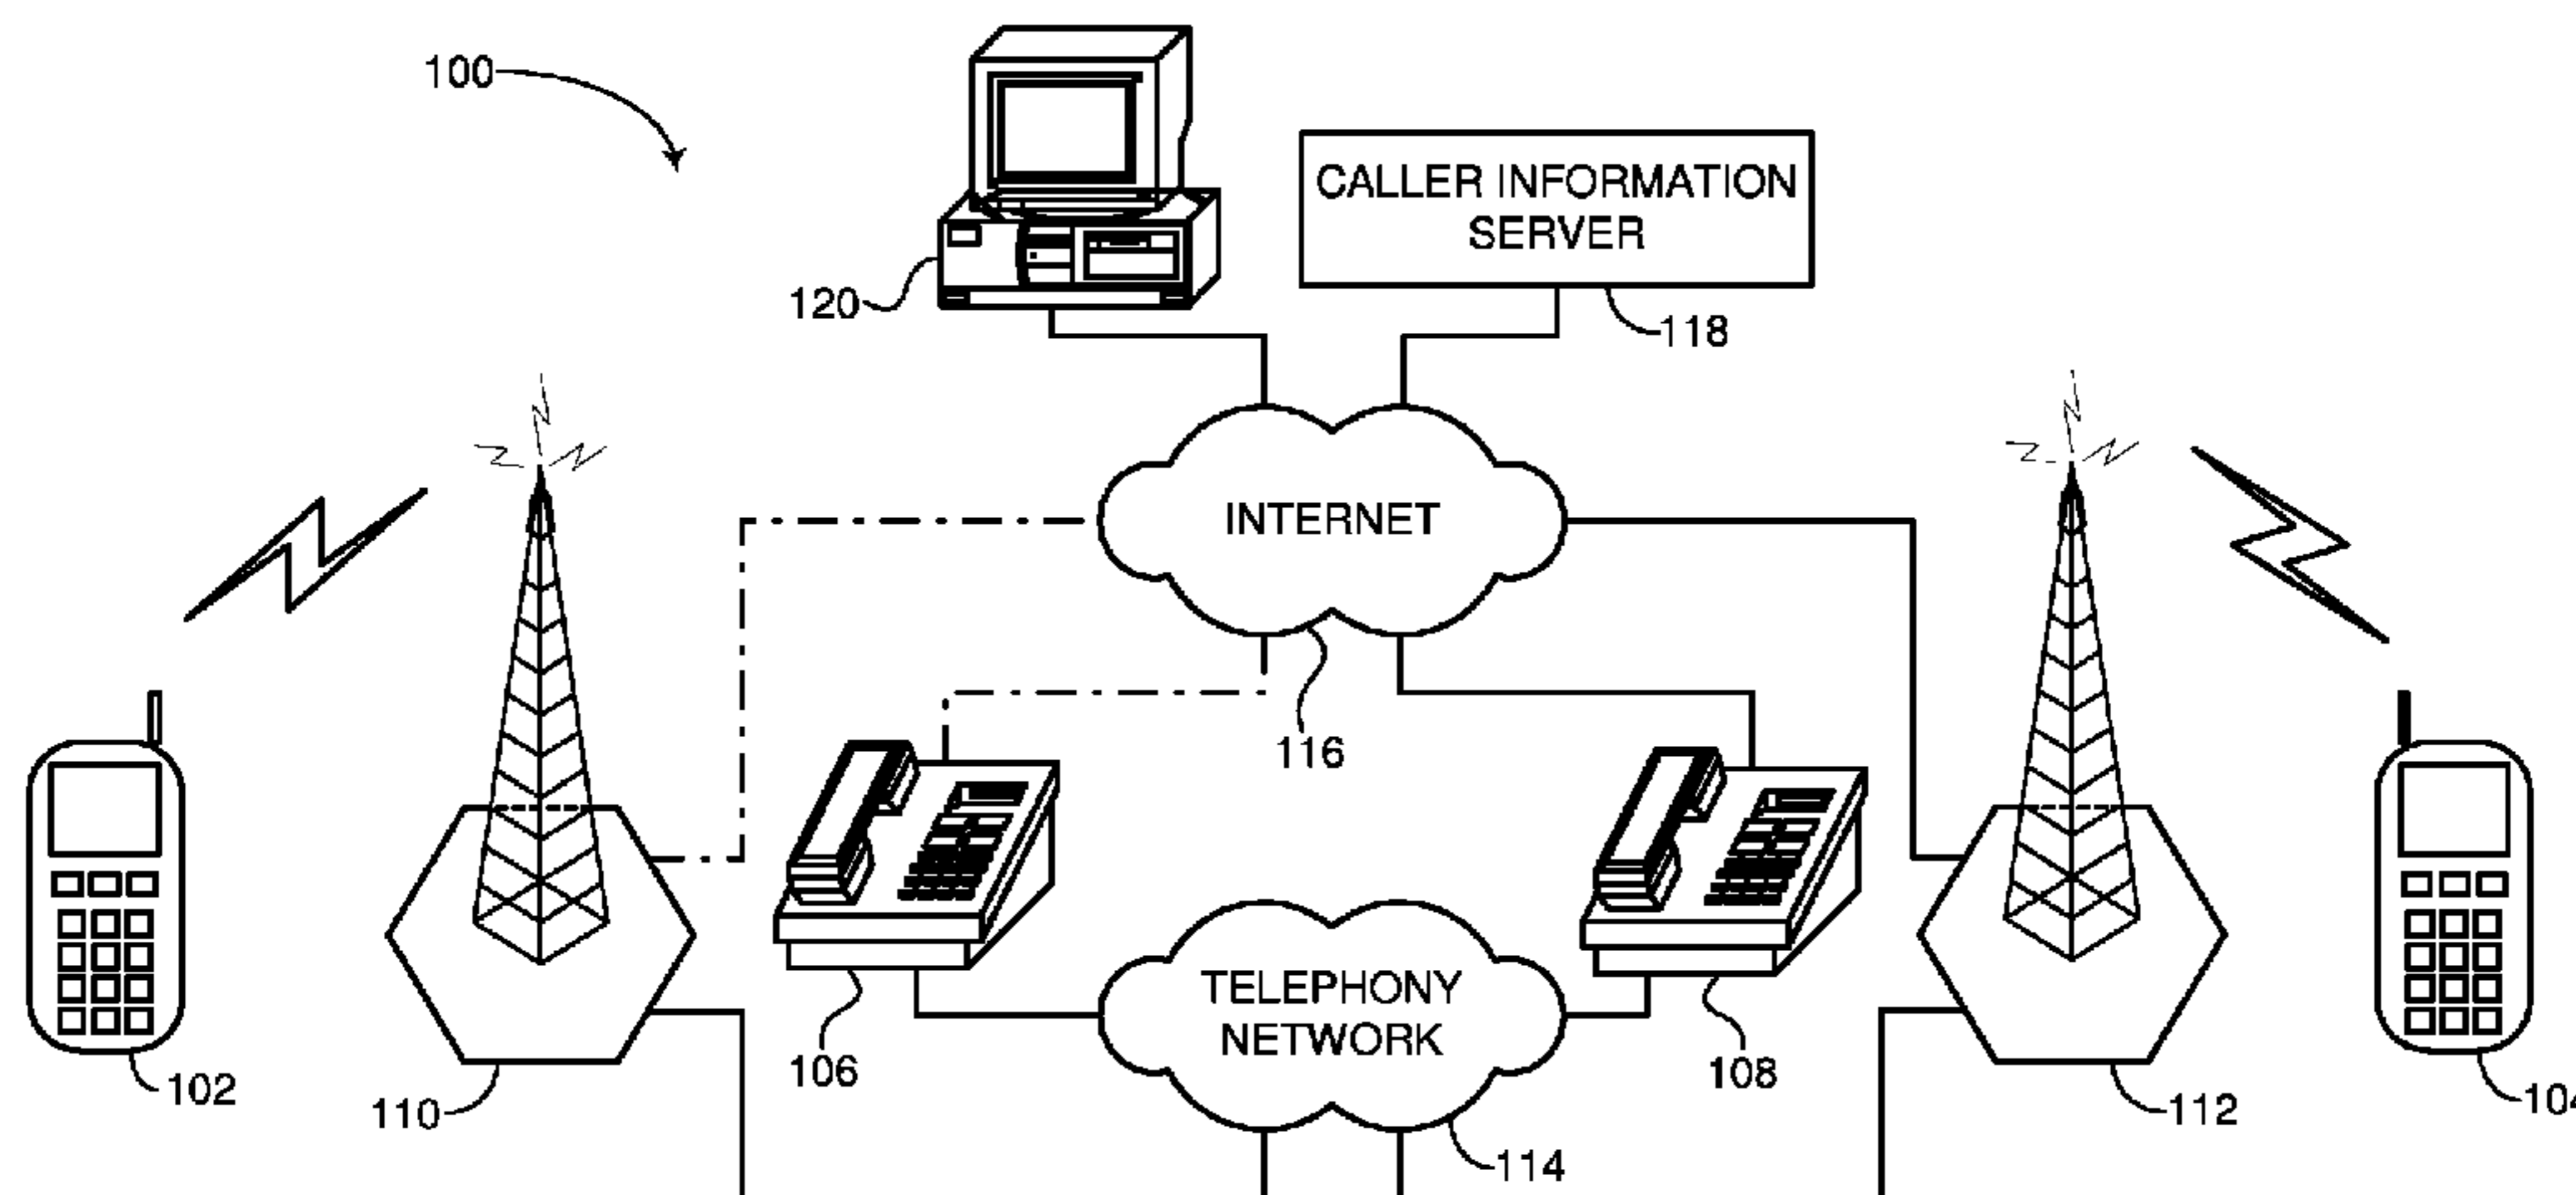 100
CALLER INFORMATION
SERVER
120
118
INTERNET
116
TELEPHONY
NETWORK
102
110
106
108
112
114